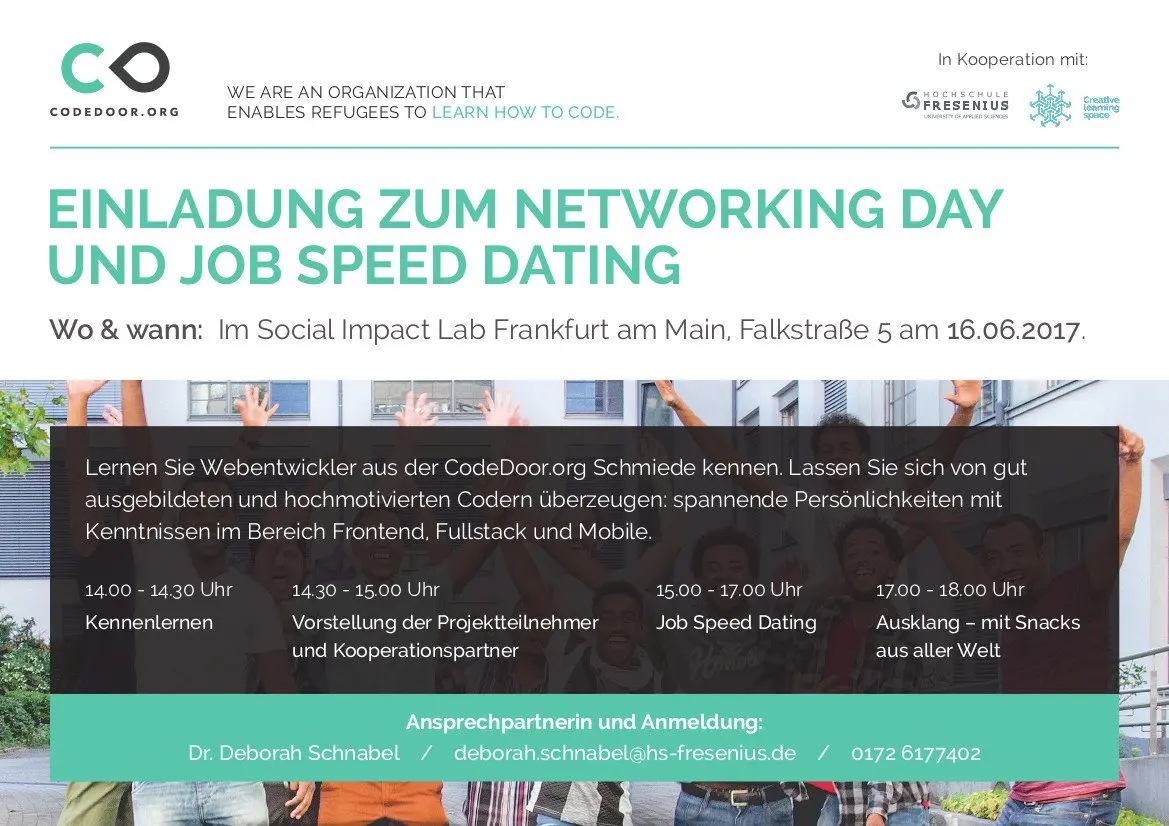 CO
CODEDOOR.ORG
WE ARE AN ORGANIZATION THAT
ENABLES REFUGEES TO LEARN HOW TO CODE.
In Kooperation mit:
HOCHSCHULE
FRESENIUS
UNIVERSITY OF APPLIED SCIENCES
Creative
learning
space
EINLADUNG ZUM NETWORKING DAY
UND JOB SPEED DATING
Wo & wann: Im Social Impact Lab Frankfurt am Main, Falkstraße 5 am 16.06.2017.
Lernen Sie Webentwickler aus der CodeDoor.org Schmiede kennen. Lassen Sie sich von gut
ausgebildeten und hochmotivierten Codern überzeugen: spannende Persönlichkeiten mit
Kenntnissen im Bereich Frontend, Fullstack und Mobile.
14.00 - 14.30 Uhr
Kennenlernen
14.30 - 15.00 Uhr
Vorstellung der Projektteilnehmer
und Kooperationspartner
15.00 - 17.00 Uhr
Job Speed Dating
17.00 - 18.00 Uhr
Ausklang – mit Snacks
aus aller Welt
Ansprechpartnerin und Anmeldung:
Dr. Deborah Schnabel / deborah.schnabel@hs-fresenius.de / 0172 6177402